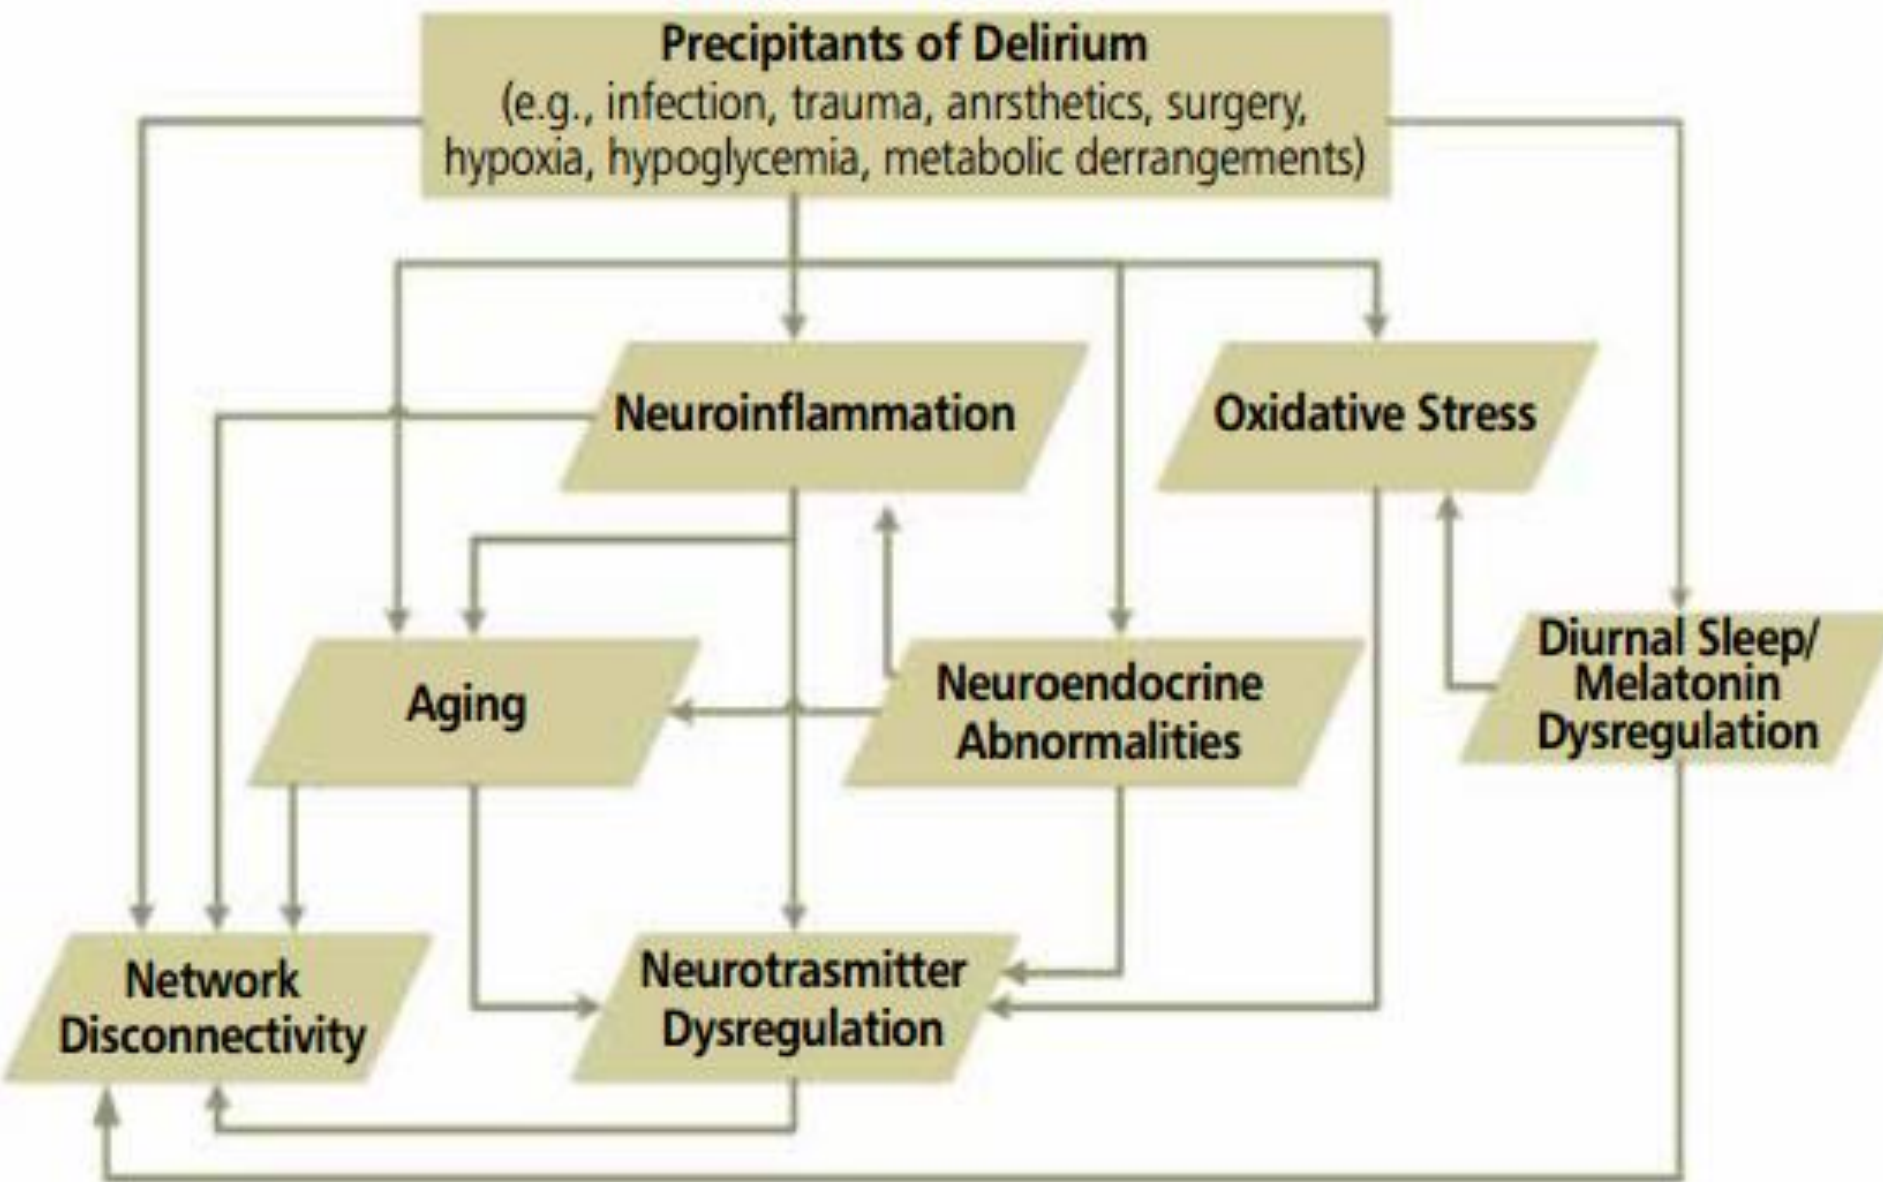 Precipitants of Delirium
(e.g., infection, trauma, anrsthetics, surgery,
hypoxia, hypoglycemia, metabolic derrangements)
Neuroinflammation
Oxidative Stress
Aging
Neuroendocrine
Abnormalities
Diurnal Sleep/
Melatonin
Dysregulation
Network
Disconnectivity
Neurotrasmitter
Dysregulation